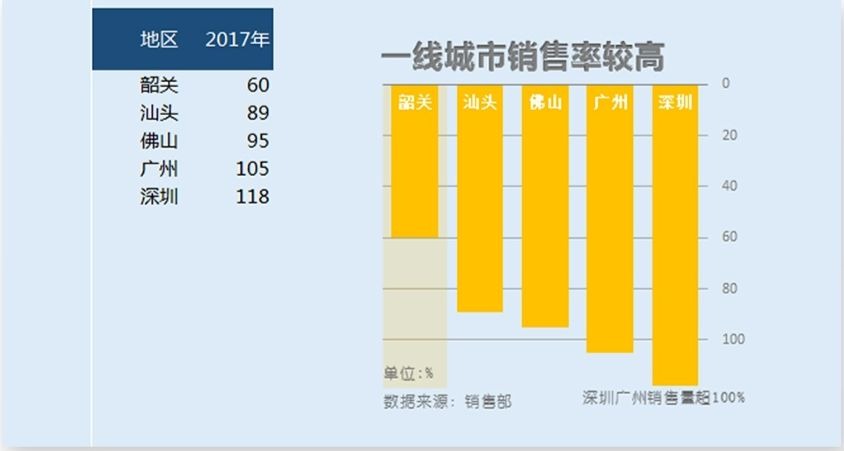 地区 2017年
韶关 60
汕头 89
佛山 95
广州 105
深圳 118
一线城市销售率较高
0
韶关 汕头 佛山 广州 深圳
20
40
60
80
100
单位:%
数据来源：销售部
深圳广州销售量超100%